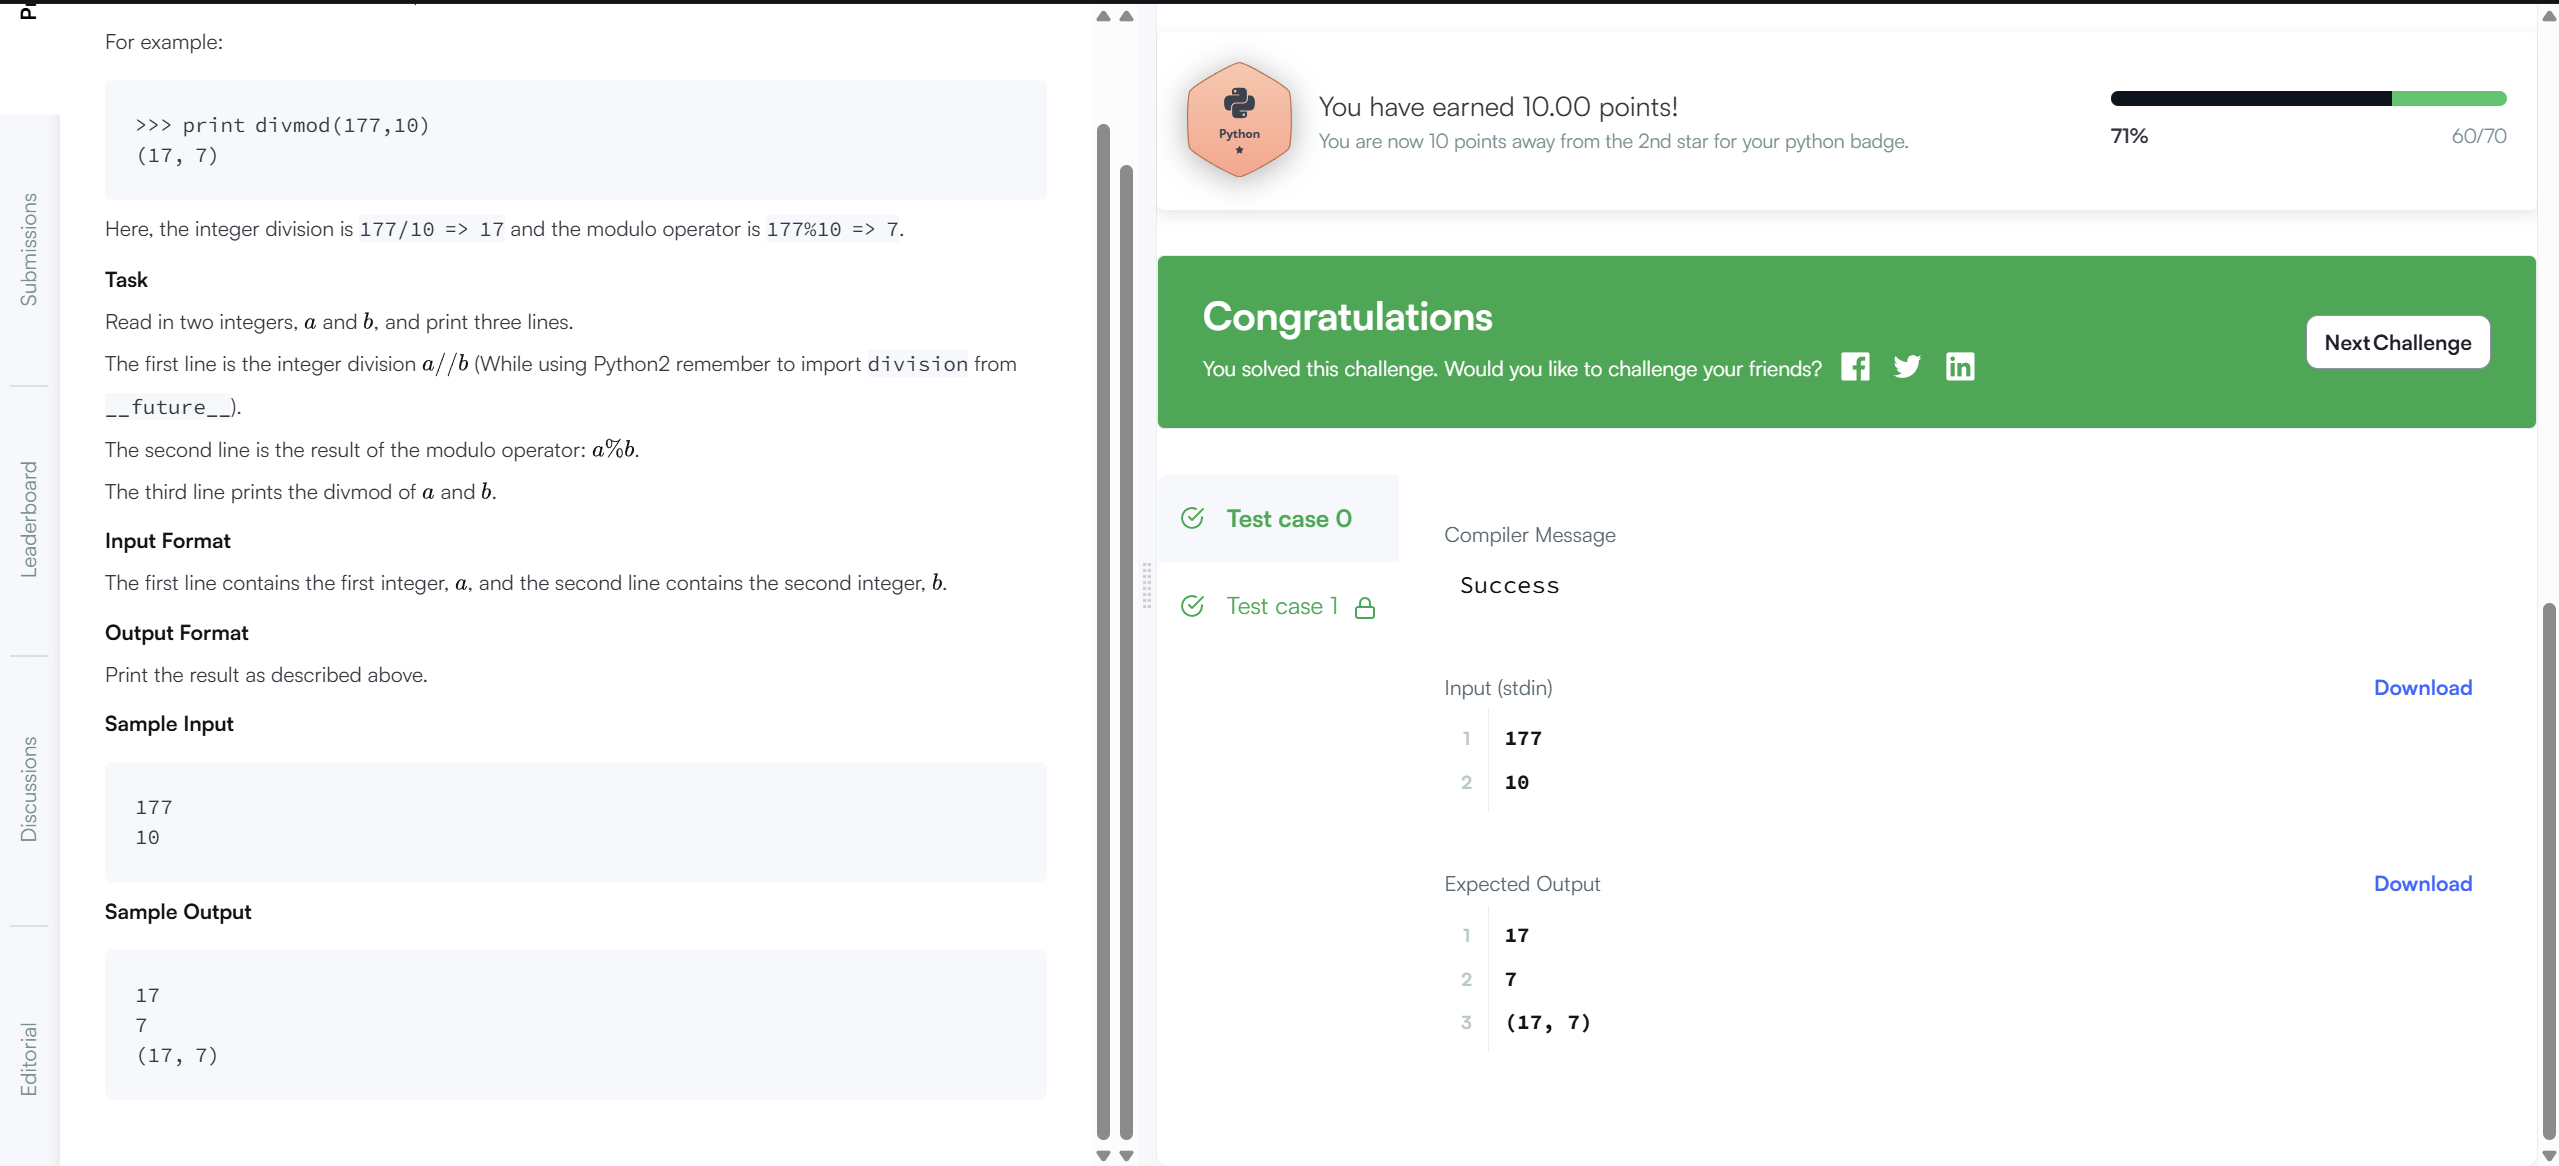 For example:
>>> print divmod(177,10)
(17, 7)
Here, the integer division is 177/10 => 17 and the modulo operator is 177%10 => 7.
Task
Read in two integers, a and b, and print three lines.
The first line is the integer division a//b (While using Python2 remember to import division from
__future__).
The second line is the result of the modulo operator: a%b.
The third line prints the divmod of a and b.
Input Format
The first line contains the first integer, a, and the second line contains the second integer, b.
Output Format
Print the result as described above.
Sample Input
177
10
Sample Output
17
7
(17, 7)
Submissions
Leaderboard
Discussions
Editorial
Python
You have earned 10.00 points!
You are now 10 points away from the 2nd star for your python badge.
71%
60/70
Congratulations
You solved this challenge. Would you like to challenge your friends?
Next Challenge
Test case 0
Test case 1
Compiler Message
Success
Input (stdin)
Download
1 177
2 10
Expected Output
Download
1 17
2 7
3 (17, 7)